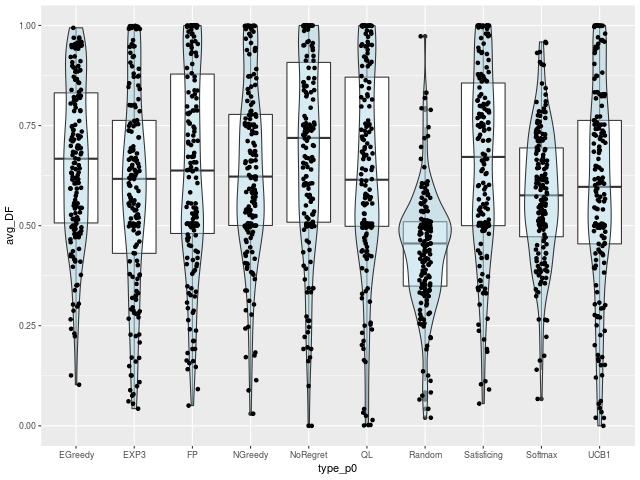 1.00
0.75
0.50
0.25
0.00
avg_DF
EGreedy EXP3 FP NGreedy NoRegret QL Random Satisficing Softmax UCB1
type_p0